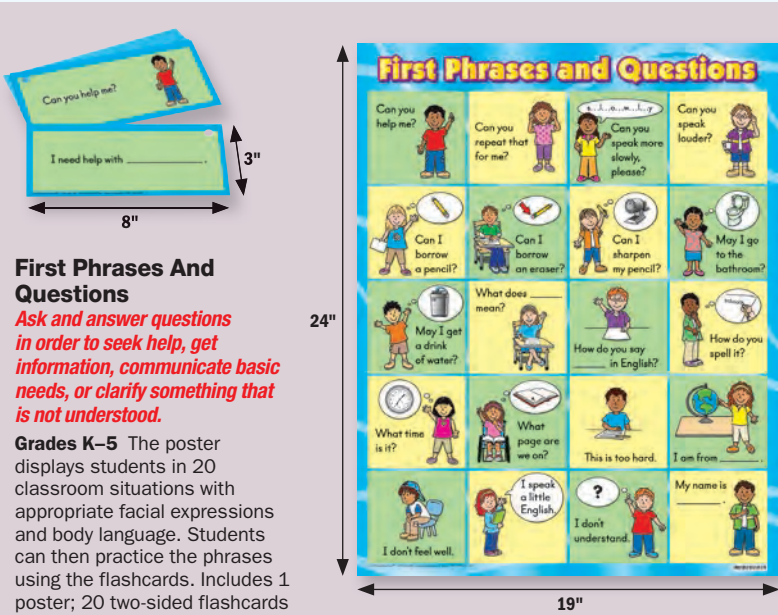 Can you help me?
I need help with ________ .
3"
8"
First Phrases And
Questions
Ask and answer questions
in order to seek help, get
information, communicate basic
needs, or clarify something that
is not understood.
Grades K–5 The poster
displays students in 20
classroom situations with
appropriate facial expressions
and body language. Students
can then practice the phrases
using the flashcards. Includes 1
poster; 20 two-sided flashcards
24"
First Phrases and Questions
Can you
help me?
Can you
repeat that
for me?
s..l..o..w..l..y
Can you
speak more
slowly,
please?
Can you
speak
louder?
Can I
borrow
a pencil?
Can I
borrow
an eraser?
Can I
sharpen
my pencil?
May I go
to the
bathroom?
May I get
a drink
of water?
What does ____
mean?
How do you say
____ in English?
How do you
spell it?
What time
is it?
What
page are
we on?
This is too hard.
I am from ____.
I don't feel well.
I speak
a little
English.
?
I don't
understand.
My name is
____.
19"